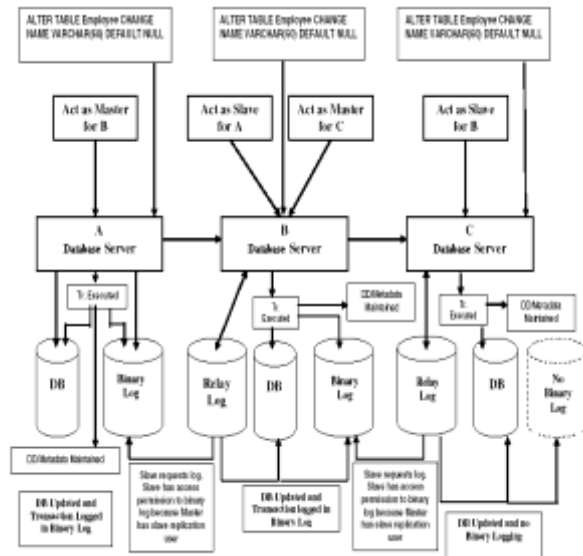 ALTER TABLE Employee CHANGE
NAME VARCHAR(60) DEFAULT NULL
ALTER TABLE Employee CHANGE
NAME VARCHAR(60) DEFAULT NULL
ALTER TABLE Employee CHANGE
NAME VARCHAR(60) DEFAULT NULL
Act as Master
for B
Act as Slave
for A
Act as Master
for C
Act as Slave
for B
A
Database Server
B
Database Server
C
Database Server
Tr. Executed
Tr.
Executed
DD/Metadata
Maintained
Tr.
Executed
DD/Metadata
Maintained
DB
Binary
Log
Relay
Log
DB
Binary
Log
Relay
Log
DB
No
Binary
Log
DD/Metadata Maintained
DB Updated and
Transaction Logged
in Binary Log
Slave requests log.
Slave has access
permission to binary
log because Master
has slave replication
user
DB Updated and
Transaction logged in
Binary Log
Slave requests log.
Slave has access
permission to binary
log because Master
has slave replication
user
DB Updated and no
Binary Logging